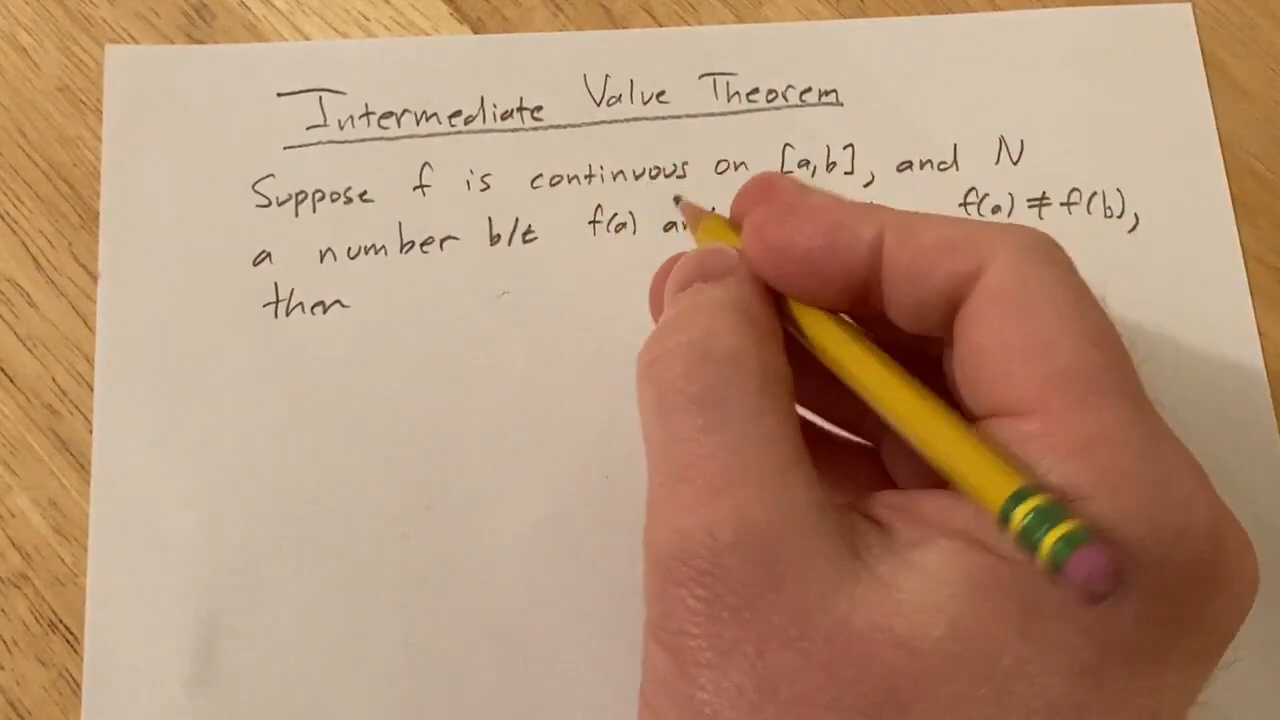 Intermediate Value Theorem
Suppose f is continuous on [a,b], and N
a number b/t f(a) f(a) ≠ f(b),
then